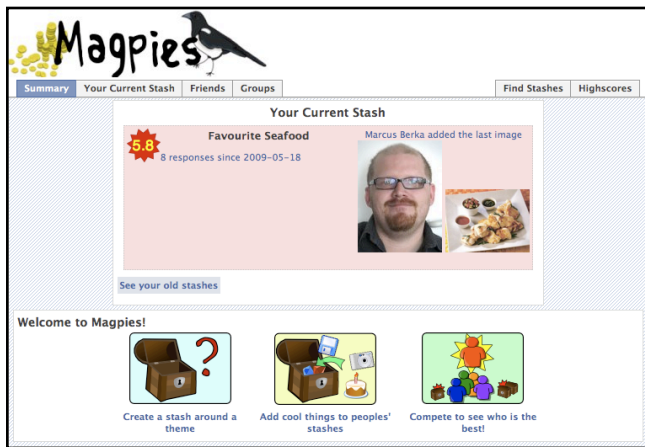 Magpies
Summary
Your Current Stash
Friends
Groups
Find Stashes
Highscores
Your Current Stash
5.8
Favourite Seafood
8 responses since 2009-05-18
Marcus Berka added the last image
See your old stashes
Welcome to Magpies!
Create a stash around a
theme
Add cool things to peoples'
stashes
Compete to see who is the
best!